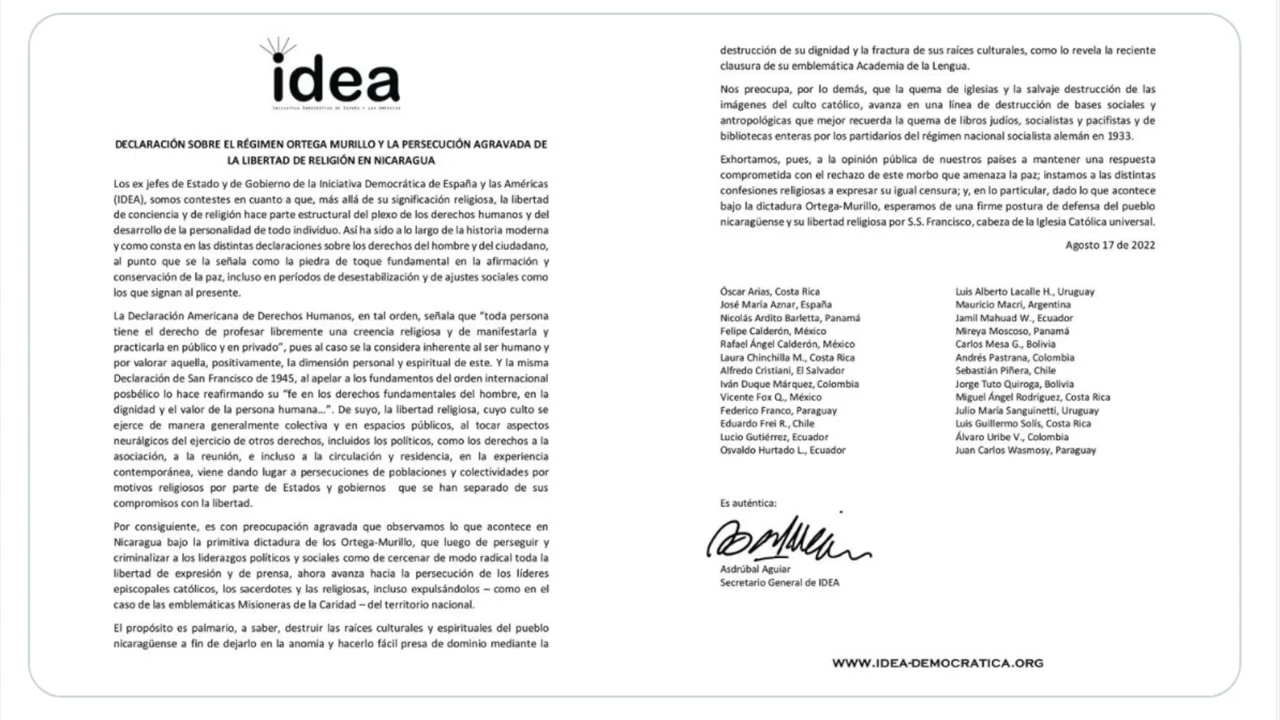 idea
INICIATIVA DEMOCRÁTICA DE ESPAÑA Y LAS AMÉRICAS
DECLARACIÓN SOBRE EL RÉGIMEN ORTEGA MURILLO Y LA PERSECUCIÓN AGRAVADA DE
LA LIBERTAD DE RELIGIÓN EN NICARAGUA
Los ex jefes de Estado y de Gobierno de la Iniciativa Democrática de España y las Américas
(IDEA), somos contestes en cuanto a que, más allá de su significación religiosa, la libertad
de conciencia y de religión hace parte estructural del plexo de los derechos humanos y del
desarrollo de la personalidad de todo individuo. Así ha sido a lo largo de la historia moderna
y como consta en las distintas declaraciones sobre los derechos del hombre y del ciudadano,
al punto que se la señala como la piedra de toque fundamental en la afirmación y
conservación de la paz, incluso en períodos de desestabilización y de ajustes sociales como
los que signan al presente.
La Declaración Americana de Derechos Humanos, en tal orden, señala que “toda persona
tiene el derecho de profesar libremente una creencia religiosa y de manifestarla y
practicarla en público y en privado”, pues al caso se la considera inherente al ser humano y
por valorar aquella, positivamente, la dimensión personal y espiritual de este. Y la misma
Declaración de San Francisco de 1945, al apelar a los fundamentos del orden internacional
posbélico lo hace reafirmando su “fe en los derechos fundamentales del hombre, en la
dignidad y el valor de la persona humana…”. De suyo, la libertad religiosa, cuyo culto se
ejerce de manera generalmente colectiva y en espacios públicos, al tocar aspectos
neurálgicos del ejercicio de otros derechos, incluidos los políticos, como los derechos a la
asociación, a la reunión, e incluso a la circulación y residencia, en la experiencia
contemporánea, viene dando lugar a persecuciones de poblaciones y colectividades por
motivos religiosos por parte de Estados y gobiernos que se han separado de sus
compromisos con la libertad.
Por consiguiente, es con preocupación agravada que observamos lo que acontece en
Nicaragua bajo la primitiva dictadura de los Ortega-Murillo, que luego de perseguir y
criminalizar a los liderazgos políticos y sociales como de cercenar de modo radical toda la
libertad de expresión y de prensa, ahora avanza hacia la persecución de los líderes
episcopales católicos, los sacerdotes y las religiosas, incluso expulsándolos – como en el
caso de las emblemáticas Misioneras de la Caridad – del territorio nacional.
El propósito es palmario, a saber, destruir las raíces culturales y espirituales del pueblo
nicaragüense a fin de dejarlo en la anomia y hacerlo fácil presa de dominio mediante la
destrucción de su dignidad y la fractura de sus raíces culturales, como lo revela la reciente
clausura de su emblemática Academia de la Lengua.
Nos preocupa, por lo demás, que la quema de iglesias y la salvaje destrucción de las
imágenes del culto católico, avanza en una línea de destrucción de bases sociales y
antropológicas que mejor recuerda la quema de libros judíos, socialistas y pacifistas y de
bibliotecas enteras por los partidarios del régimen nacional socialista alemán en 1933.
Exhortamos, pues, a la opinión pública de nuestros países a mantener una respuesta
comprometida con el rechazo de este morbo que amenaza la paz; instamos a las distintas
confesiones religiosas a expresar su igual censura; y, en lo particular, dado lo que acontece
bajo la dictadura Ortega-Murillo, esperamos de una firme postura de defensa del pueblo
nicaragüense y su libertad religiosa por S.S. Francisco, cabeza de la Iglesia Católica universal.
Agosto 17 de 2022
Óscar Arias, Costa Rica
José María Aznar, España
Nicolás Ardito Barletta, Panamá
Felipe Calderón, México
Rafael Ángel Calderón, México
Laura Chinchilla M., Costa Rica
Alfredo Cristiani, El Salvador
Iván Duque Márquez, Colombia
Vicente Fox Q., México
Federico Franco, Paraguay
Eduardo Frei R., Chile
Lucio Gutiérrez, Ecuador
Osvaldo Hurtado L., Ecuador
Luis Alberto Lacalle H., Uruguay
Mauricio Macri, Argentina
Jamil Mahuad W., Ecuador
Mireya Moscoso, Panamá
Carlos Mesa G., Bolivia
Andrés Pastrana, Colombia
Sebastián Piñera, Chile
Jorge Tuto Quiroga, Bolivia
Miguel Ángel Rodríguez, Costa Rica
Julio María Sanguinetti, Uruguay
Luis Guillermo Solís, Costa Rica
Álvaro Uribe V., Colombia
Juan Carlos Wasmosy, Paraguay
Es auténtica:
Asdrúbal Aguiar
Secretario General de IDEA
WWW.IDEA-DEMOCRATICA.ORG